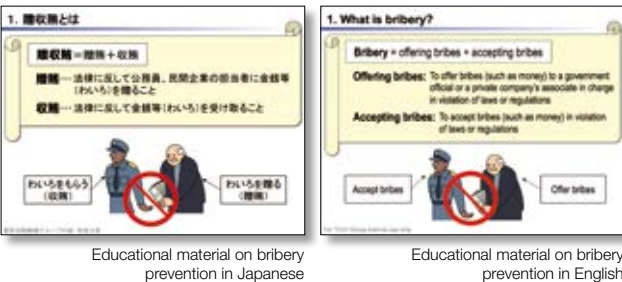 1. 贈収賄とは
贈収賄=贈賄+収賄
贈賄…法律に反して公務員、民間企業の担当者に金銭等
(わいろ)を贈ること
収賄…法律に反して金銭等(わいろ)を受け取ること
わいろをもらう
(収賄)
わいろを贈る
(贈賄)
Educational material on bribery
prevention in Japanese
1. What is bribery?
Bribery = offering bribes + accepting bribes
Offering bribes: To offer bribes (such as money) to a government
official or a private company's associate in charge
in violation of laws or regulations
Accepting bribes: To accept bribes (such as money) in violation
of laws or regulations
Accept bribes
Offer bribes
Educational material on bribery
prevention in English